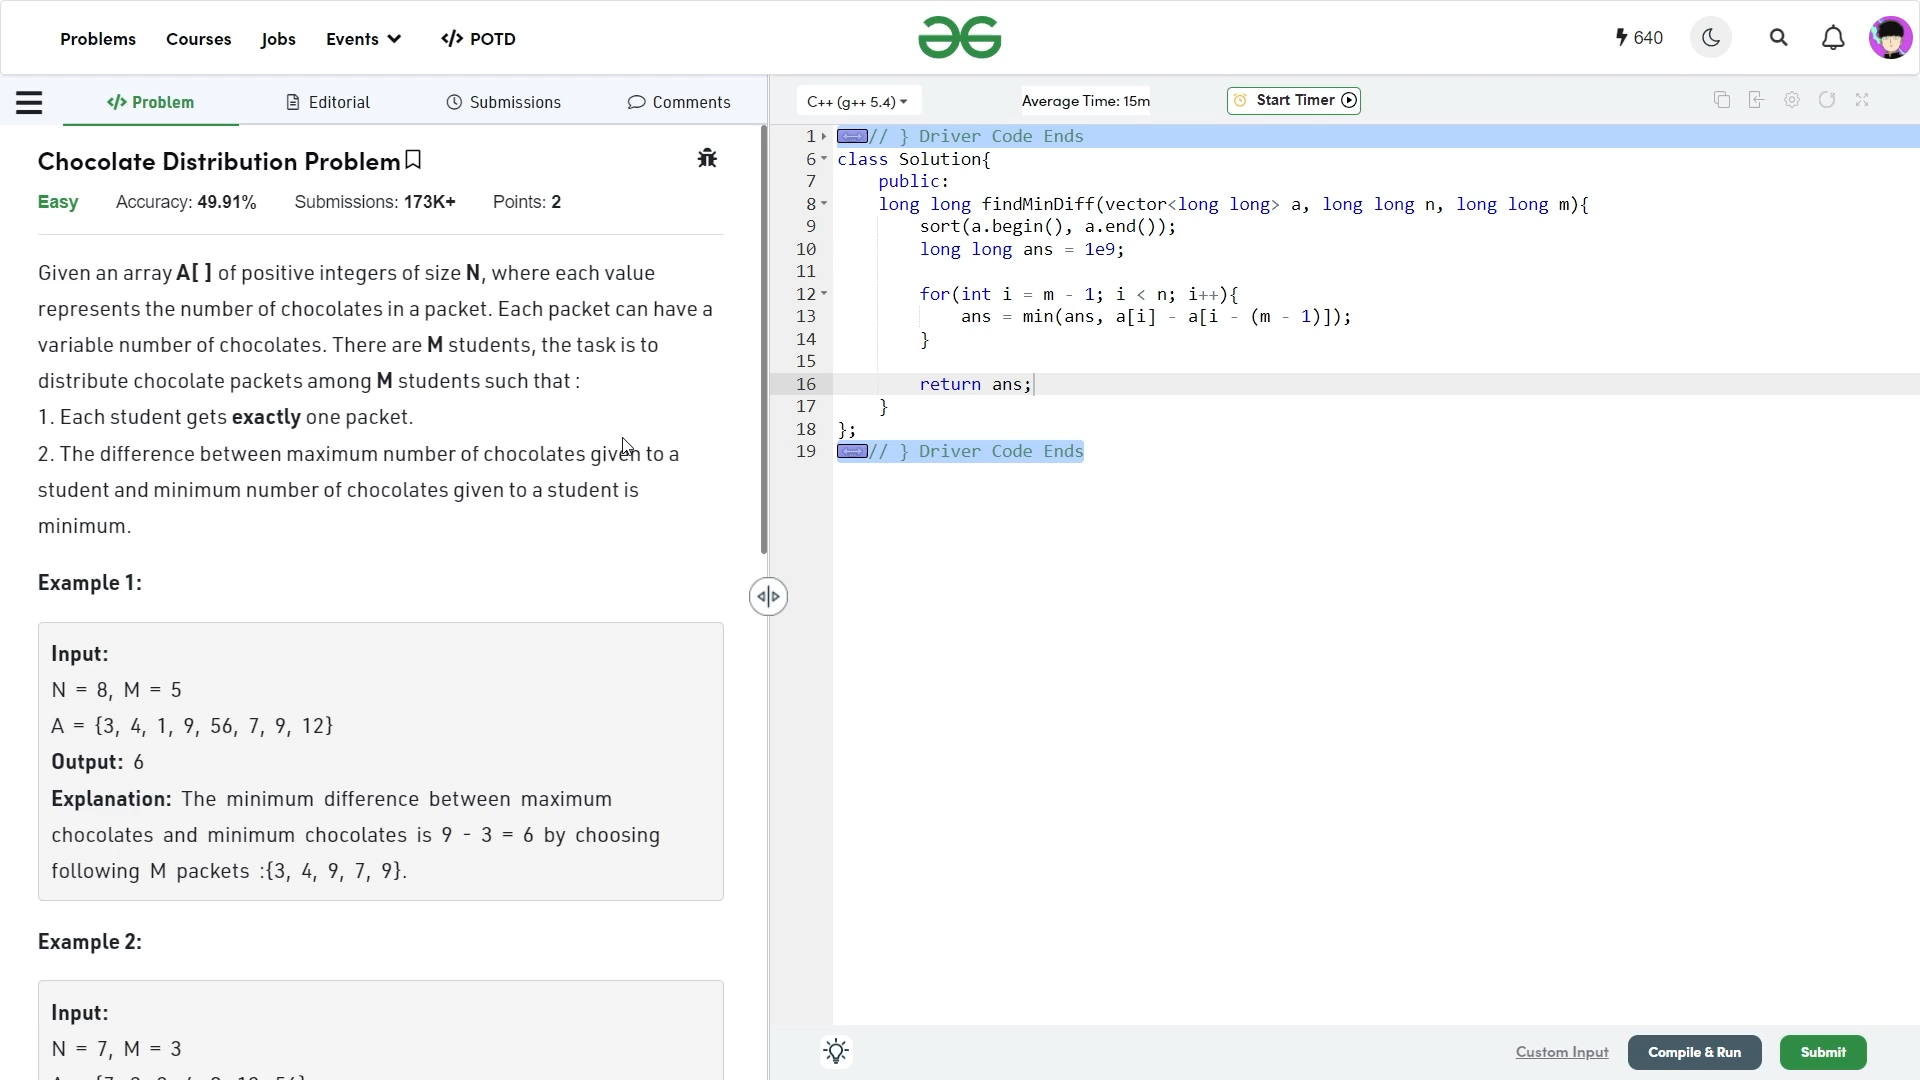 Problems Courses Jobs Events </> POTD
640
</> Problem Editorial Submissions Comments
C++ (g++ 5.4) Average Time: 15m Start Timer
Chocolate Distribution Problem
Easy Accuracy: 49.91% Submissions: 173K+ Points: 2
Given an array A[ ] of positive integers of size N, where each value
represents the number of chocolates in a packet. Each packet can have a
variable number of chocolates. There are M students, the task is to
distribute chocolate packets among M students such that :
1. Each student gets exactly one packet.
2. The difference between maximum number of chocolates given to a
student and minimum number of chocolates given to a student is
minimum.
Example 1:
Input:
N = 8, M = 5
A = {3, 4, 1, 9, 56, 7, 9, 12}
Output: 6
Explanation: The minimum difference between maximum
chocolates and minimum chocolates is 9 - 3 = 6 by choosing
following M packets :{3, 4, 9, 7, 9}.
Example 2:
Input:
N = 7, M = 3
1 // } Driver Code Ends
6 class Solution{
7 public:
8 long long findMinDiff(vector<long long> a, long long n, long long m){
9 sort(a.begin(), a.end());
10 long long ans = 1e9;
11
12 for(int i = m - 1; i < n; i++){
13 ans = min(ans, a[i] - a[i - (m - 1)]);
14 }
15
16 return ans;
17 }
18 };
19 // } Driver Code Ends
Custom Input Compile & Run Submit